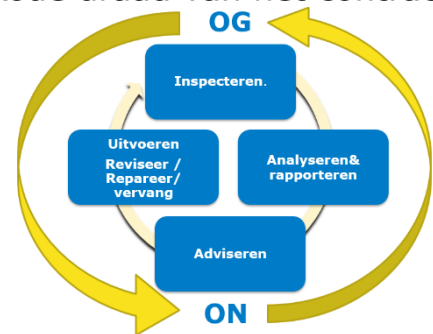 OG
Inspecteren.
Uitvoeren
Reviseer /
Repareer/
vervang
Analyseren&
rapporteren
Adviseren
ON